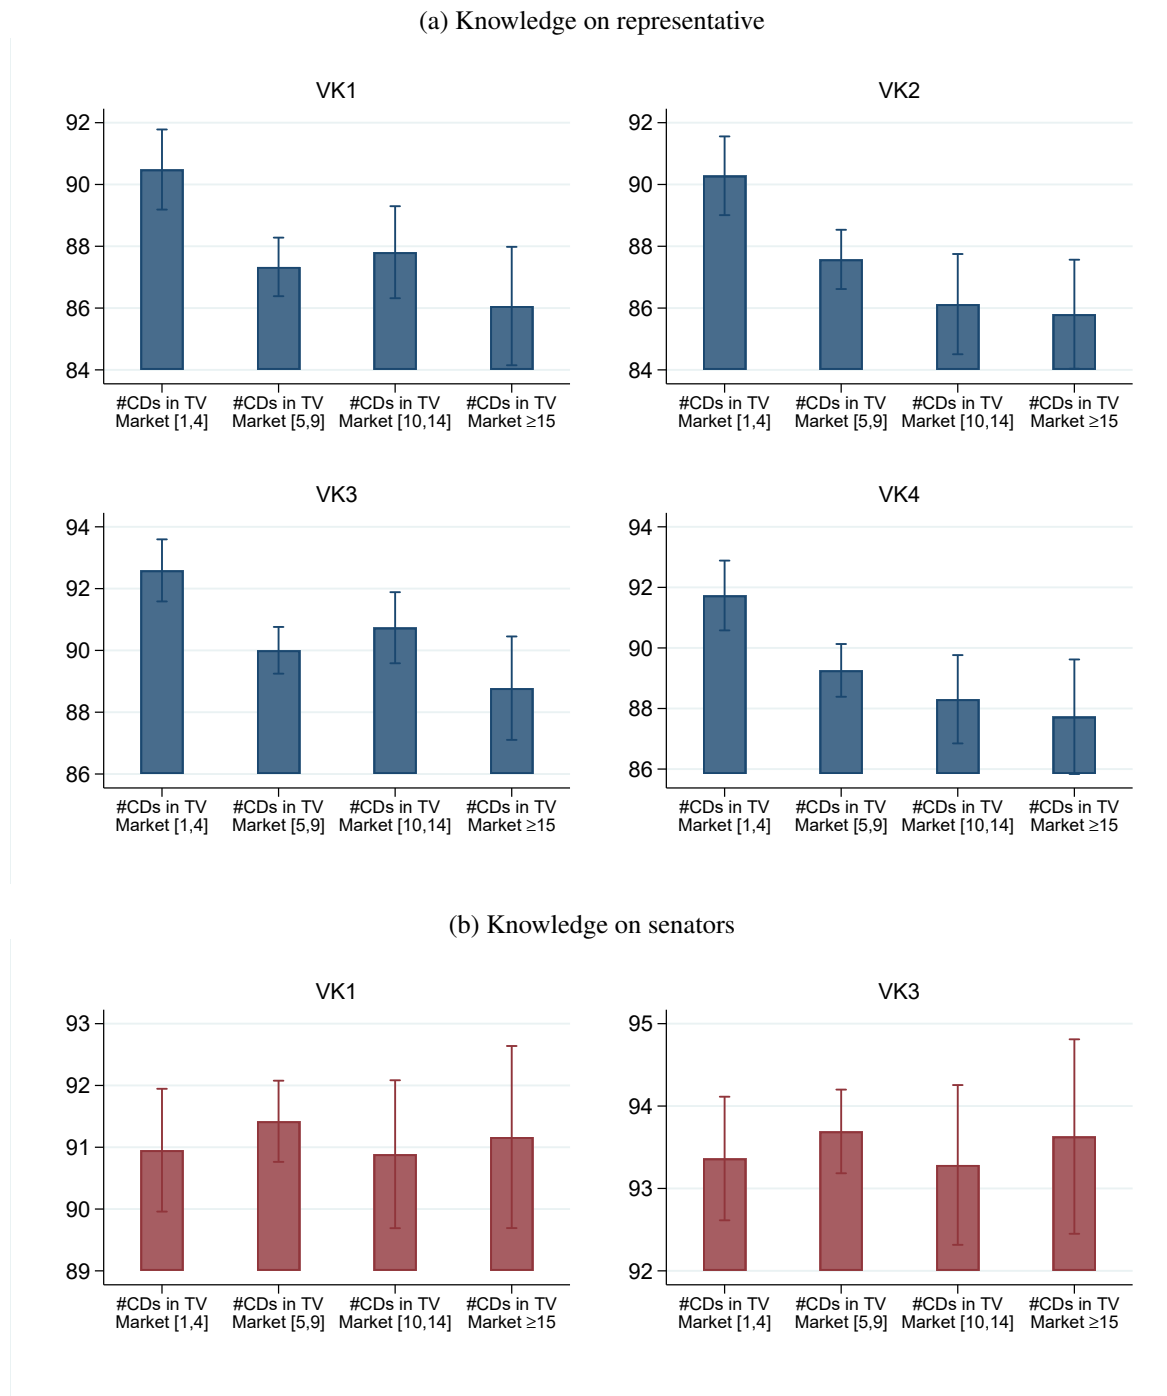 (a) Knowledge on representative
VK1
92
90
88
86
84
#CDs in TV #CDs in TV #CDs in TV #CDs in TV
Market [1,4] Market [5,9] Market [10,14] Market ≥15
VK2
92
90
88
86
84
#CDs in TV #CDs in TV #CDs in TV #CDs in TV
Market [1,4] Market [5,9] Market [10,14] Market ≥15
VK3
94
92
90
88
86
#CDs in TV #CDs in TV #CDs in TV #CDs in TV
Market [1,4] Market [5,9] Market [10,14] Market ≥15
VK4
94
92
90
88
86
#CDs in TV #CDs in TV #CDs in TV #CDs in TV
Market [1,4] Market [5,9] Market [10,14] Market ≥15
(b) Knowledge on senators
VK1
93
92
91
90
89
#CDs in TV #CDs in TV #CDs in TV #CDs in TV
Market [1,4] Market [5,9] Market [10,14] Market ≥15
VK3
95
94
93
92
#CDs in TV #CDs in TV #CDs in TV #CDs in TV
Market [1,4] Market [5,9] Market [10,14] Market ≥15